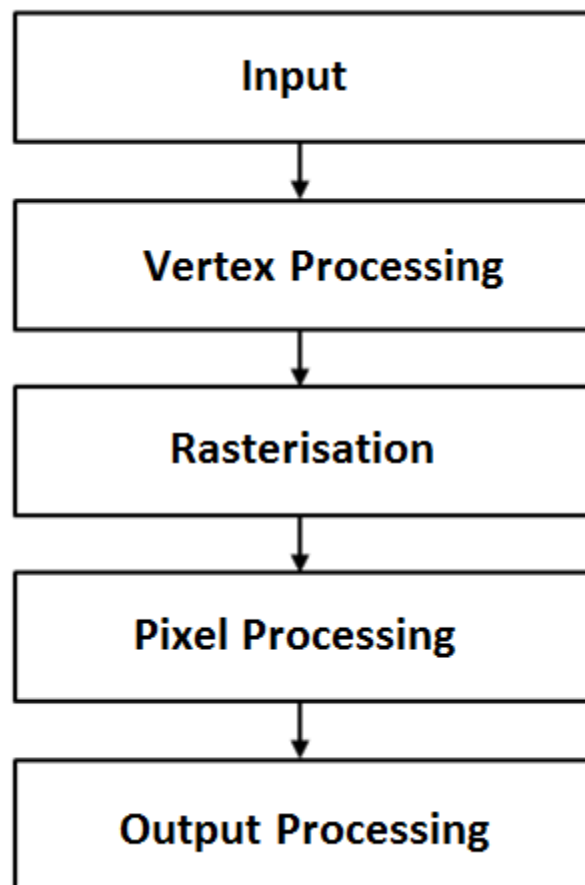 Input
Vertex Processing
Rasterisation
Pixel Processing
Output Processing